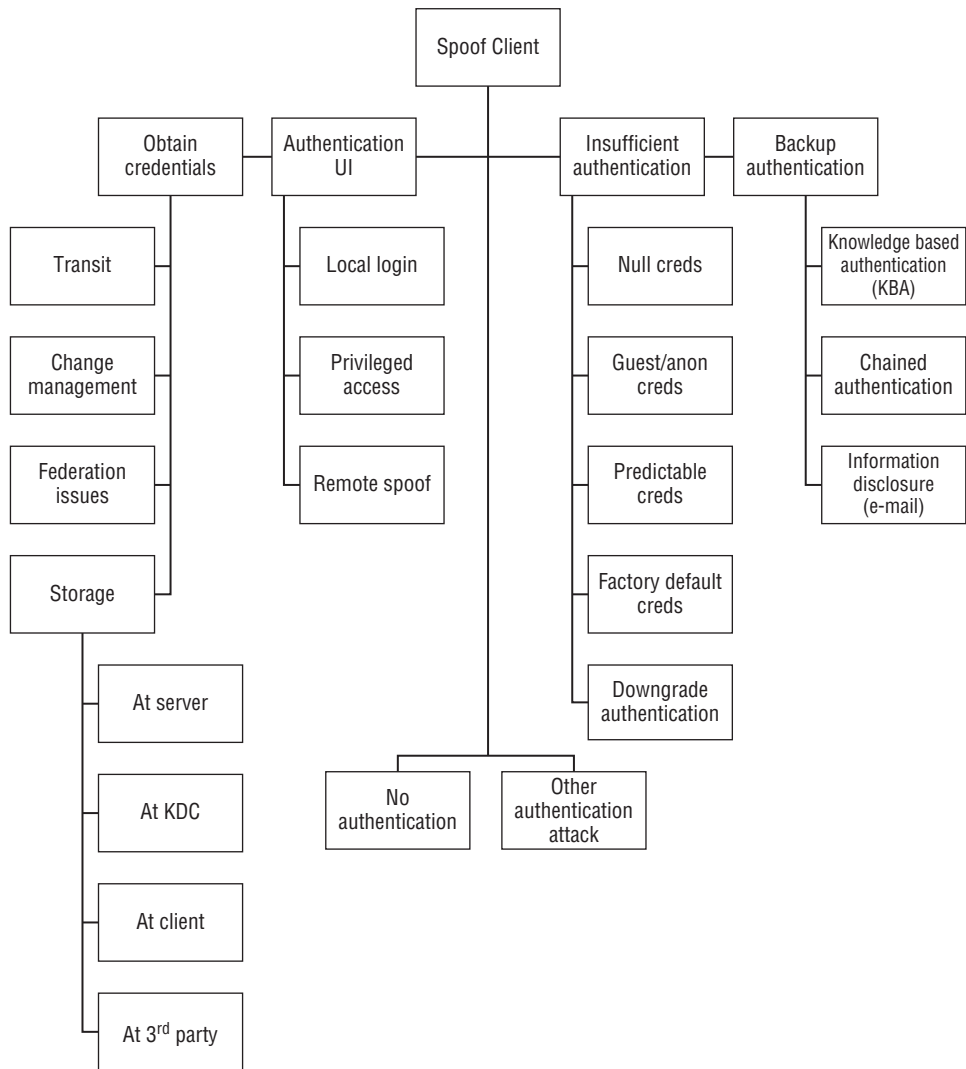 Spoof Client
Obtain
credentials
Authentication
UI
Insufficient
authentication
Backup
authentication
Transit
Change
management
Federation
issues
Storage
At server
At KDC
At client
At 3rd party
Local login
Privileged
access
Remote spoof
Null creds
Guest/anon
creds
Predictable
creds
Factory default
creds
Downgrade
authentication
Knowledge based
authentication
(KBA)
Chained
authentication
Information
disclosure
(e-mail)
No
authentication
Other
authentication
attack